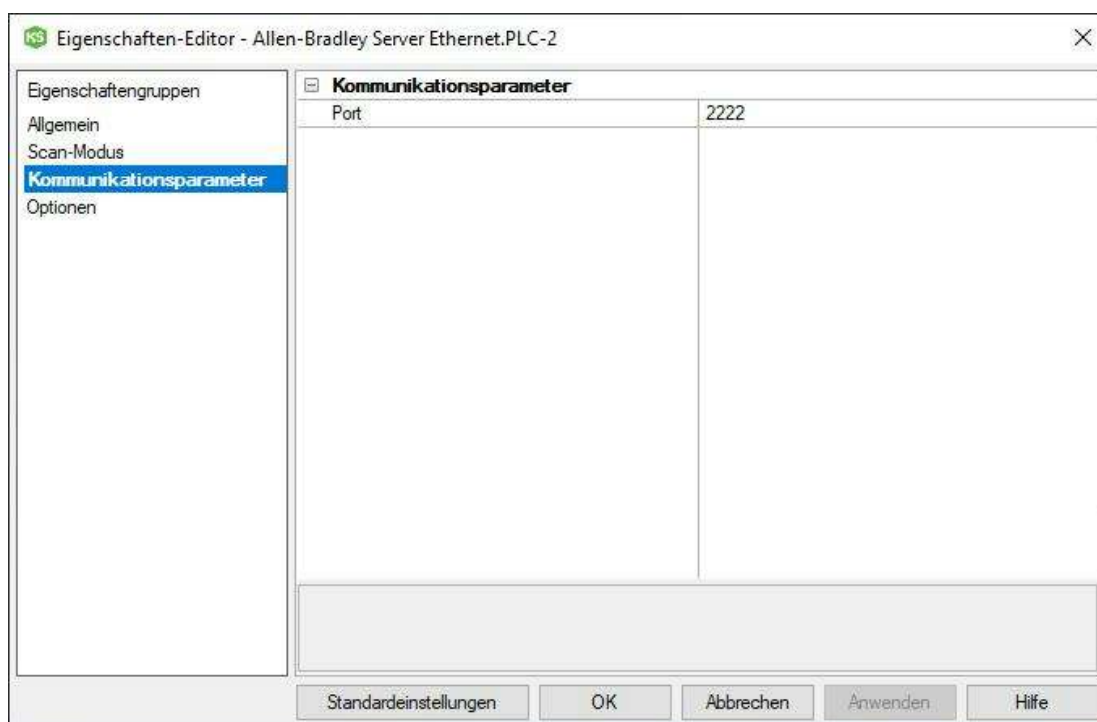 KS Eigenschaften-Editor - Allen-Bradley Server Ethernet.PLC-2
Eigenschaftengruppen
Allgemein
Scan-Modus
Kommunikationsparameter
Optionen
Kommunikationsparameter
Port 2222
Standardeinstellungen OK Abbrechen Anwenden Hilfe